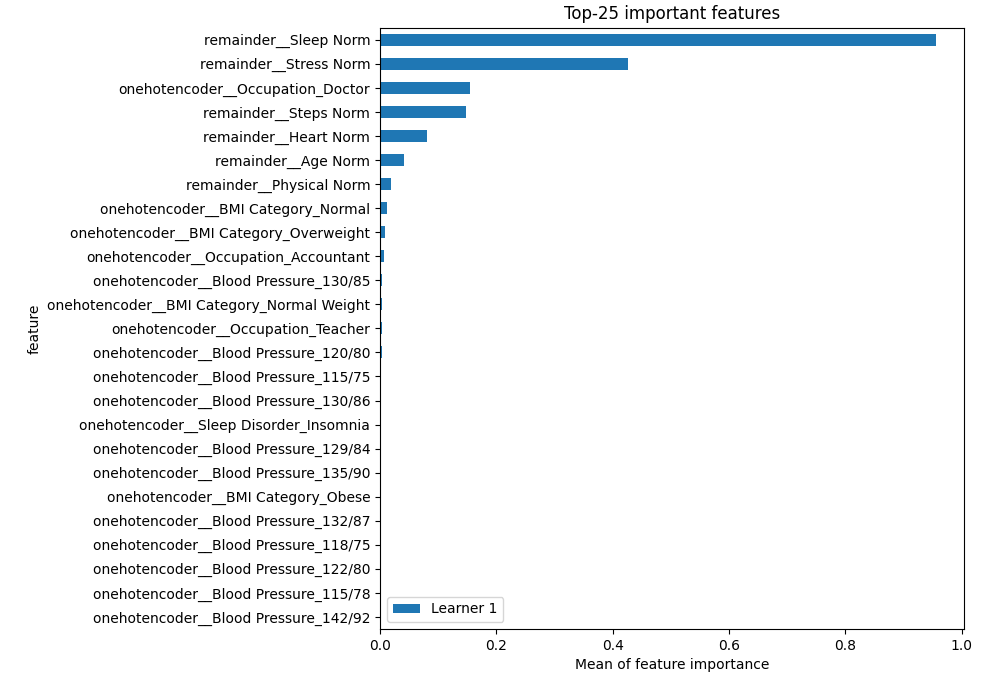 Top-25 important features
remainder__Sleep Norm
remainder__Stress Norm
onehotencoder__Occupation_Doctor
remainder__Steps Norm
remainder__Heart Norm
remainder__Age Norm
remainder__Physical Norm
onehotencoder__BMI Category_Normal
onehotencoder__BMI Category_Overweight
onehotencoder__Occupation_Accountant
onehotencoder__Blood Pressure_130/85
onehotencoder__BMI Category_Normal Weight
onehotencoder__Occupation_Teacher
onehotencoder__Blood Pressure_120/80
onehotencoder__Blood Pressure_115/75
onehotencoder__Blood Pressure_130/86
onehotencoder__Sleep Disorder_Insomnia
onehotencoder__Blood Pressure_129/84
onehotencoder__Blood Pressure_135/90
onehotencoder__BMI Category_Obese
onehotencoder__Blood Pressure_132/87
onehotencoder__Blood Pressure_118/75
onehotencoder__Blood Pressure_122/80
onehotencoder__Blood Pressure_115/78
onehotencoder__Blood Pressure_142/92
feature
Learner 1
0.0 0.2 0.4 0.6 0.8 1.0
Mean of feature importance